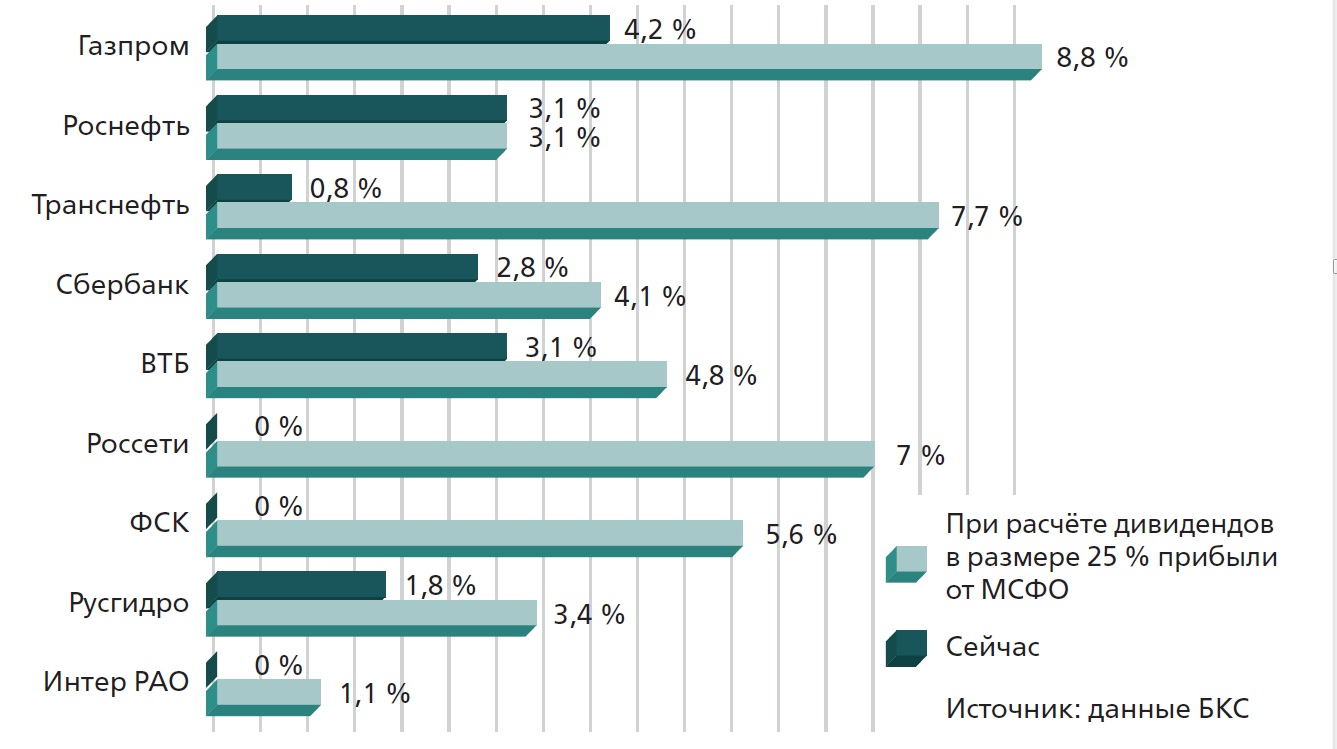 Газпром
4,2 %
8,8 %
Роснефть
3,1 %
3,1 %
Транснефть
0,8 %
7,7 %
Сбербанк
2,8 %
4,1 %
ВТБ
3,1 %
4,8 %
Россети
0 %
7 %
ФСК
0 %
5,6 %
Русгидро
1,8 %
3,4 %
Интер РАО
0 %
1,1 %
При расчёте дивидендов
в размере 25 % прибыли
от МСФО
Сейчас
Источник: данные БКС